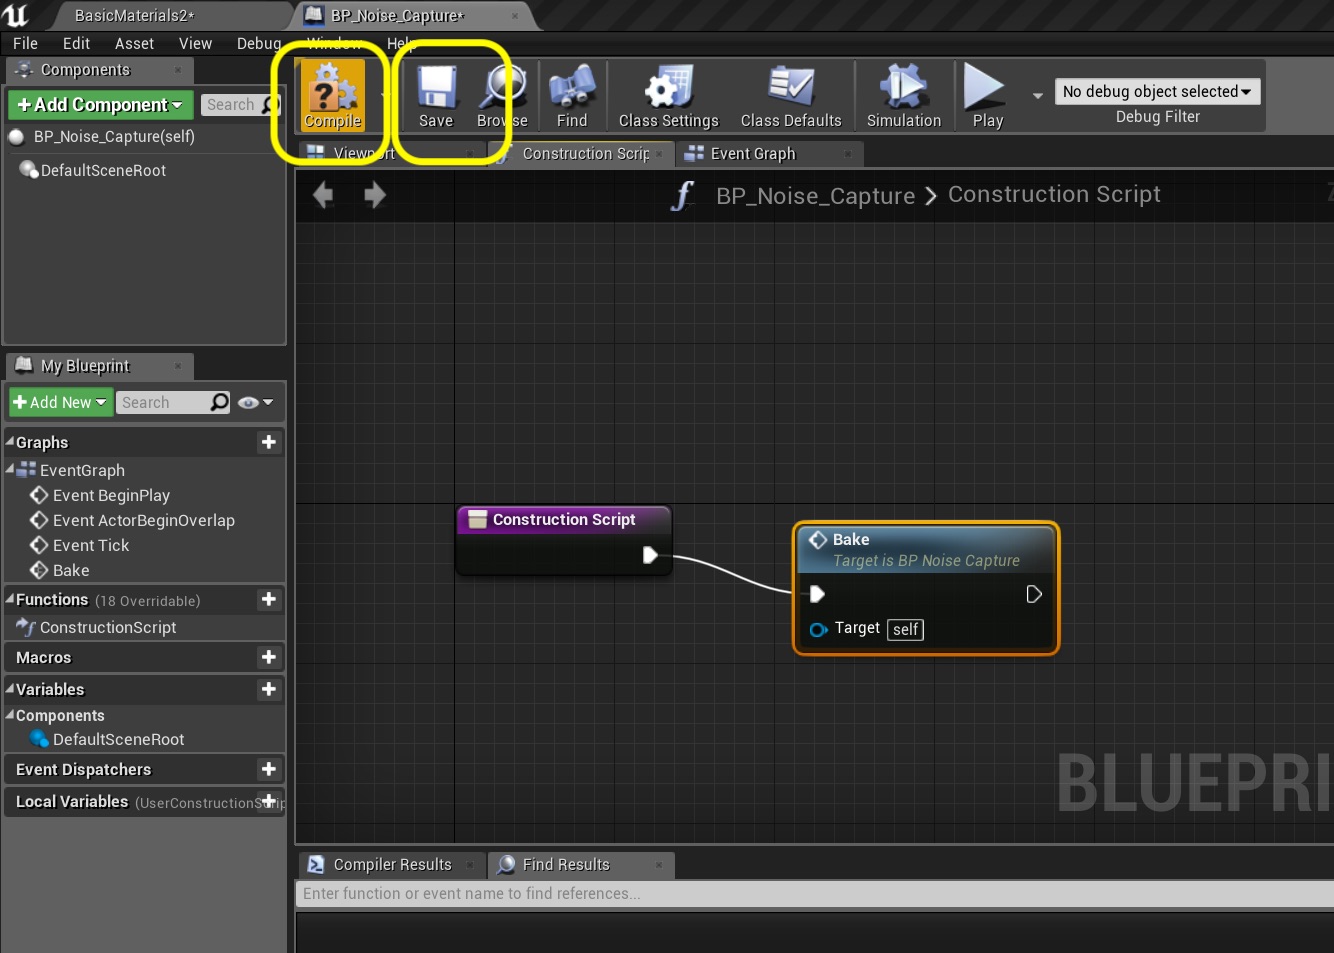 BasicMaterials2*
BP_Noise_Capture*
File Edit Asset View Debug Window Help
Components
+Add Component
Search
BP_Noise_Capture(self)
DefaultSceneRoot
Compile
Save
Browse
Find
Class Settings
Class Defaults
Simulation
Play
No debug object selected
Debug Filter
Viewport
Construction Scrip
Event Graph
f BP_Noise_Capture > Construction Script
My Blueprint
+Add New
Search
Graphs
EventGraph
Event BeginPlay
Event ActorBeginOverlap
Event Tick
Bake
Functions (18 Overridable)
ConstructionScript
Macros
Variables
Components
DefaultSceneRoot
Event Dispatchers
Local Variables (UserConstructionScrip
Construction Script
Bake
Target is BP Noise Capture
Target self
BLUEPRI
Compiler Results
Find Results
Enter function or event name to find references...